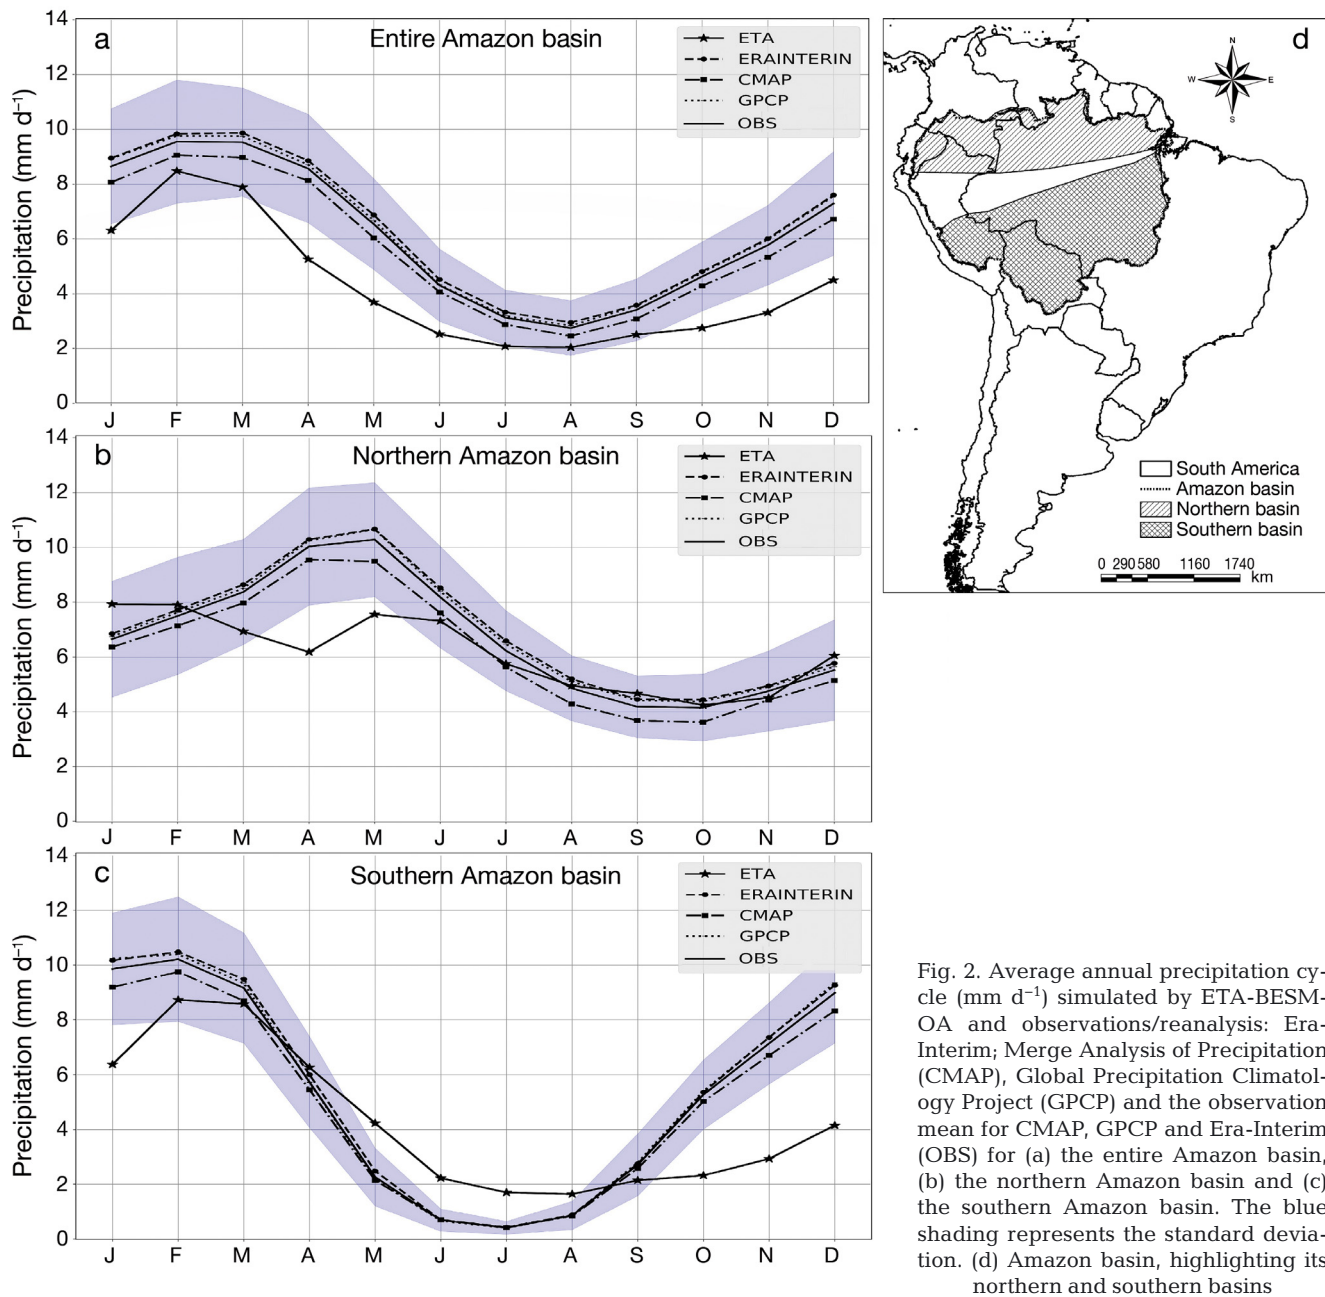 a
Entire Amazon basin
ETA
ERAINTERIN
CMAP
GPCP
OBS
Precipitation (mm d⁻¹)
14
12
10
8
6
4
2
0
J F M A M J J A S O N D
b
Northern Amazon basin
ETA
ERAINTERIN
CMAP
GPCP
OBS
Precipitation (mm d⁻¹)
14
12
10
8
6
4
2
0
J F M A M J J A S O N D
c
Southern Amazon basin
ETA
ERAINTERIN
CMAP
GPCP
OBS
Precipitation (mm d⁻¹)
14
12
10
8
6
4
2
0
J F M A M J J A S O N D
d
N
W E
S
South America
Amazon basin
Northern basin
Southern basin
0 290 580 1160 1740
km
Fig. 2. Average annual precipitation cy-
cle (mm d⁻¹) simulated by ETA-BESM-
OA and observations/reanalysis: Era-
Interim; Merge Analysis of Precipitation
(CMAP), Global Precipitation Climatol-
ogy Project (GPCP) and the observation
mean for CMAP, GPCP and Era-Interim
(OBS) for (a) the entire Amazon basin,
(b) the northern Amazon basin and (c)
the southern Amazon basin. The blue
shading represents the standard devia-
tion. (d) Amazon basin, highlighting its
northern and southern basins